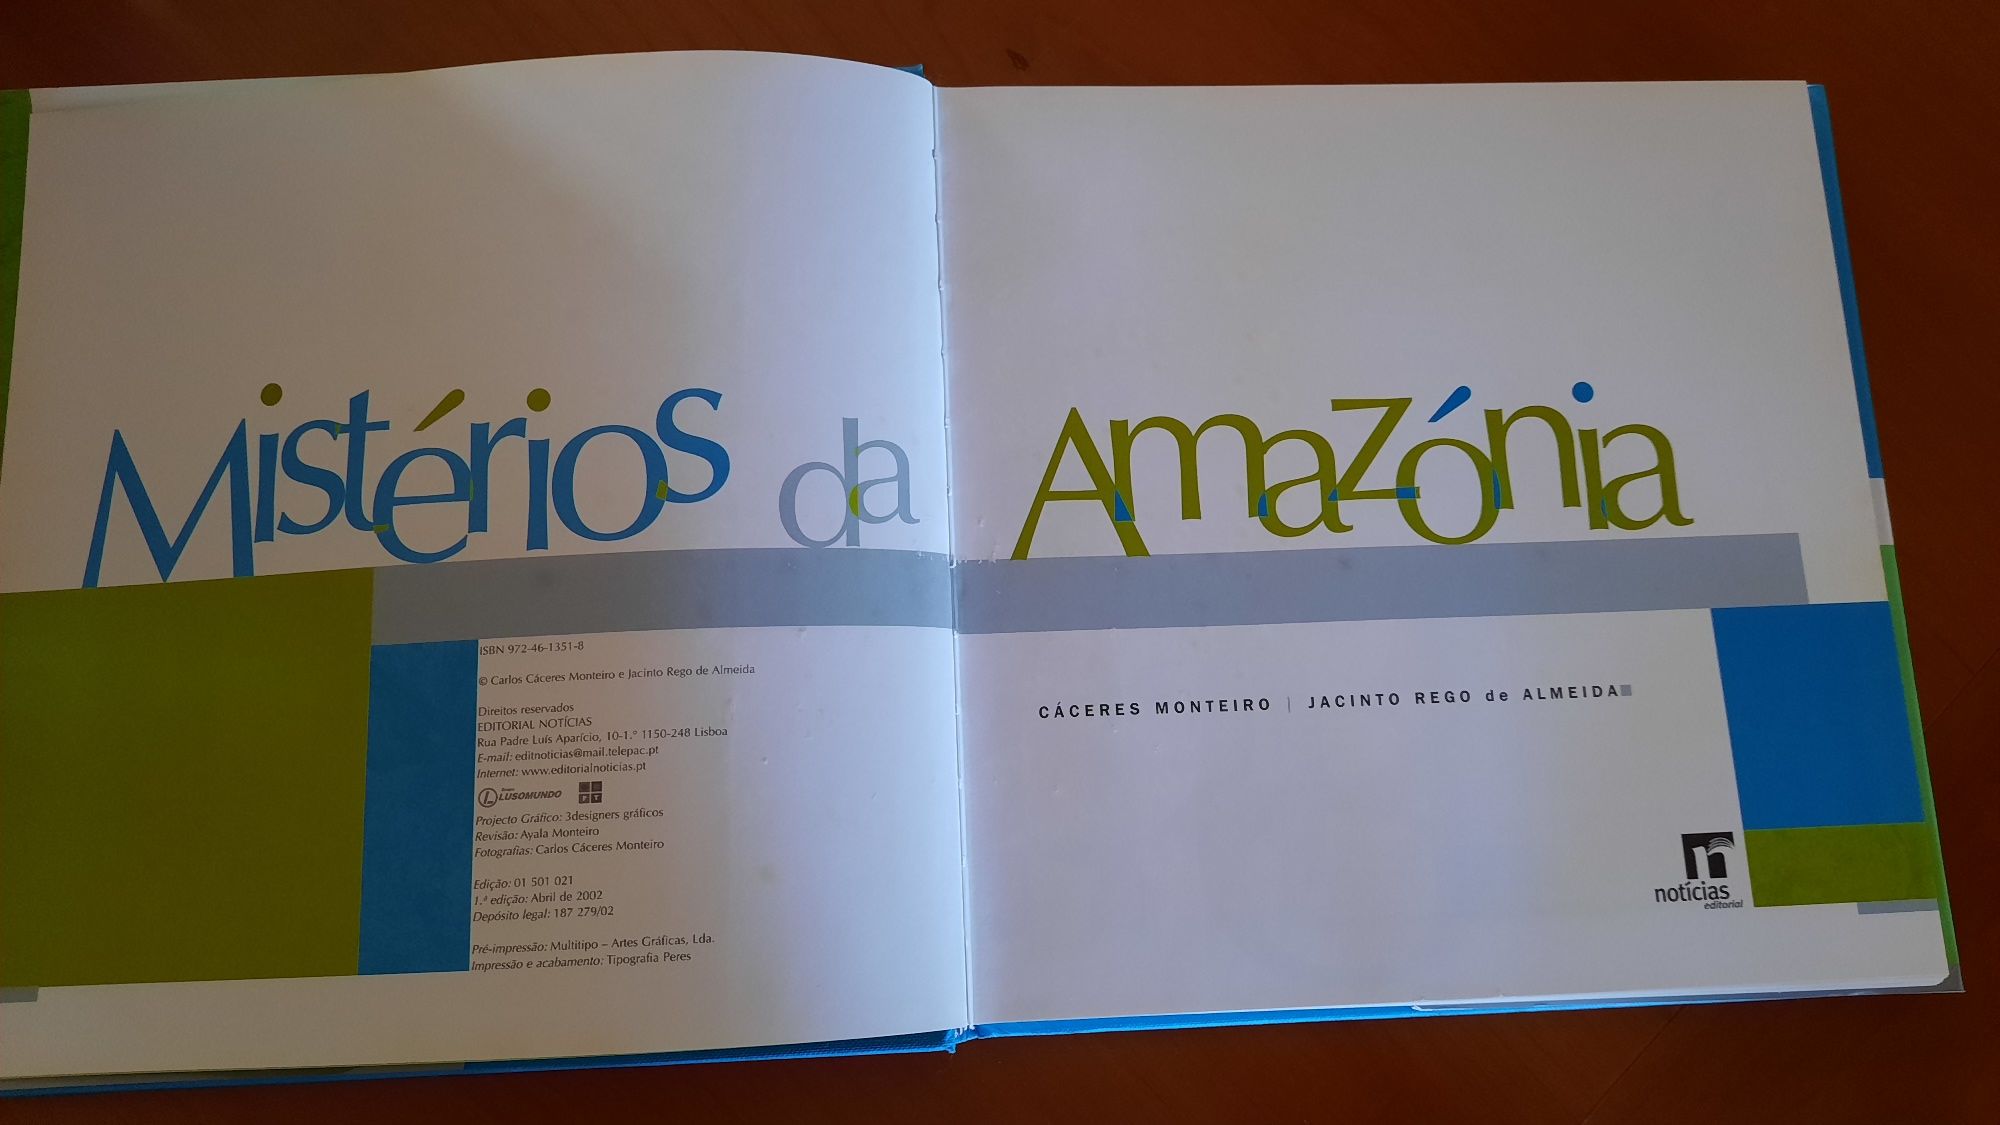 Mistérios da Amazónia
ISBN 972-46-1351-8
© Carlos Cáceres Monteiro e Jacinto Rego de Almeida
Direitos reservados
EDITORIAL NOTÍCIAS
Rua Padre Luís Aparício, 10-1.º 1150-248 Lisboa
E-mail: editnoticias@mail.telepac.pt
Internet: www.editorialnoticias.pt
Grupo
LUSOMUNDO
PT
Projecto Gráfico: 3designers gráficos
Revisão: Ayala Monteiro
Fotografias: Carlos Cáceres Monteiro
Edição: 01 501 021
1.ª edição: Abril de 2002
Depósito legal: 187 279/02
Pré-impressão: Multitipo – Artes Gráficas, Lda.
Impressão e acabamento: Tipografia Peres
CÁCERES MONTEIRO | JACINTO REGO de ALMEIDA
n
notícias
editorial